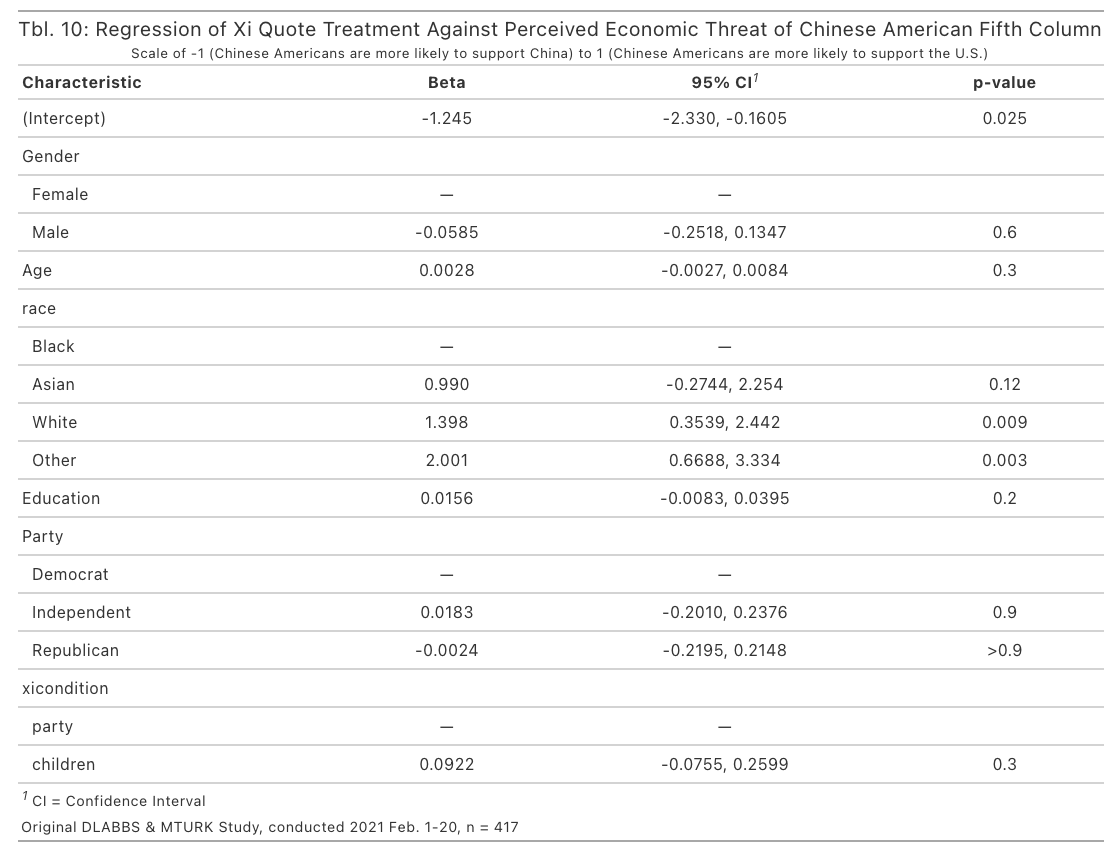 Tbl. 10: Regression of Xi Quote Treatment Against Perceived Economic Threat of Chinese American Fifth Column
Scale of -1 (Chinese Americans are more likely to support China) to 1 (Chinese Americans are more likely to support the U.S.)
Characteristic Beta 95% CI1 p-value
(Intercept) -1.245 -2.330, -0.1605 0.025
Gender
Female — —
Male -0.0585 -0.2518, 0.1347 0.6
Age 0.0028 -0.0027, 0.0084 0.3
race
Black — —
Asian 0.990 -0.2744, 2.254 0.12
White 1.398 0.3539, 2.442 0.009
Other 2.001 0.6688, 3.334 0.003
Education 0.0156 -0.0083, 0.0395 0.2
Party
Democrat — —
Independent 0.0183 -0.2010, 0.2376 0.9
Republican -0.0024 -0.2195, 0.2148 >0.9
xicondition
party — —
children 0.0922 -0.0755, 0.2599 0.3
1 CI = Confidence Interval
Original DLABBS & MTURK Study, conducted 2021 Feb. 1-20, n = 417